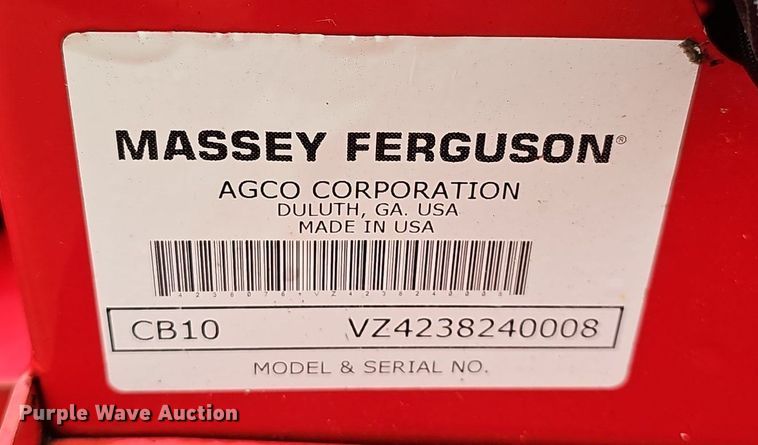 MASSEY FERGUSON®
AGCO CORPORATION
DULUTH, GA. USA
MADE IN USA
CB10 VZ4238240008
MODEL & SERIAL NO.
Purple Wave Auction